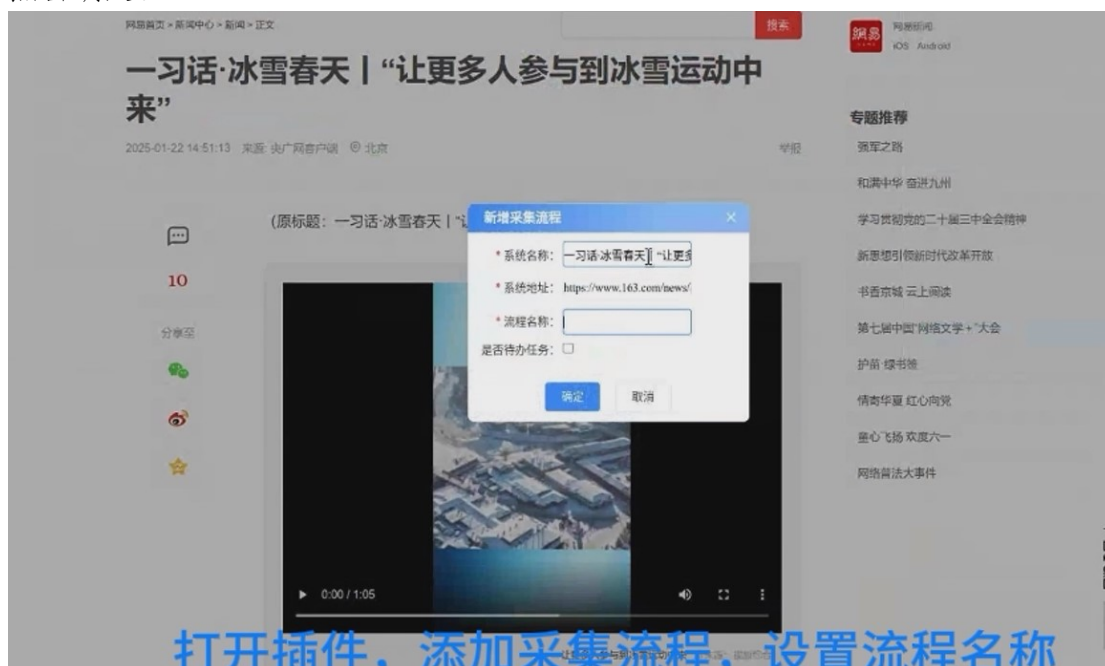 网易首页 > 新闻中心 > 新闻 > 正文
搜索
網易
网易新闻
iOS Android
一习话·冰雪春天丨“让更多人参与到冰雪运动中
来”
2025-01-22 14:51:13 来源: 央广网客户端 北京
举报
专题推荐
强军之路
和满中华 奋进九州
学习贯彻党的二十届三中全会精神
新思想引领新时代改革开放
书香京城 云上阅读
第七届中国"网络文学+"大会
护苗·绿书签
情寄华夏 红心向党
童心飞扬 欢度六一
网络普法大事件
10
分享至
(原标题：一习话·冰雪春天丨“让
新增采集流程
* 系统名称： 一习话·冰雪春天丨“让更多
* 系统地址： https://www.163.com/news/
* 流程名称：
是否待办任务：
确定 取消
0:00 / 1:05
打开插件，添加采集流程，设置流程名称